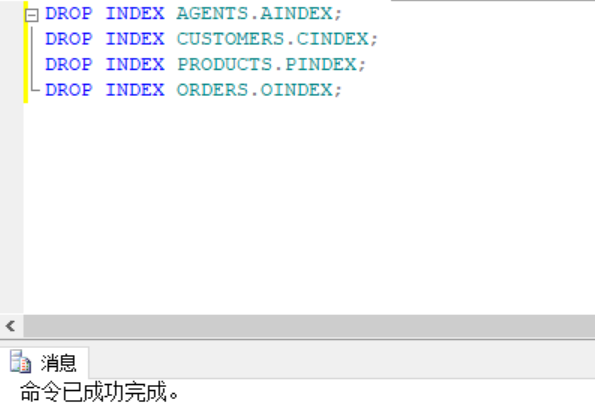 DROP INDEX AGENTS.AINDEX;
DROP INDEX CUSTOMERS.CINDEX;
DROP INDEX PRODUCTS.PINDEX;
DROP INDEX ORDERS.OINDEX;
消息
命令已成功完成。